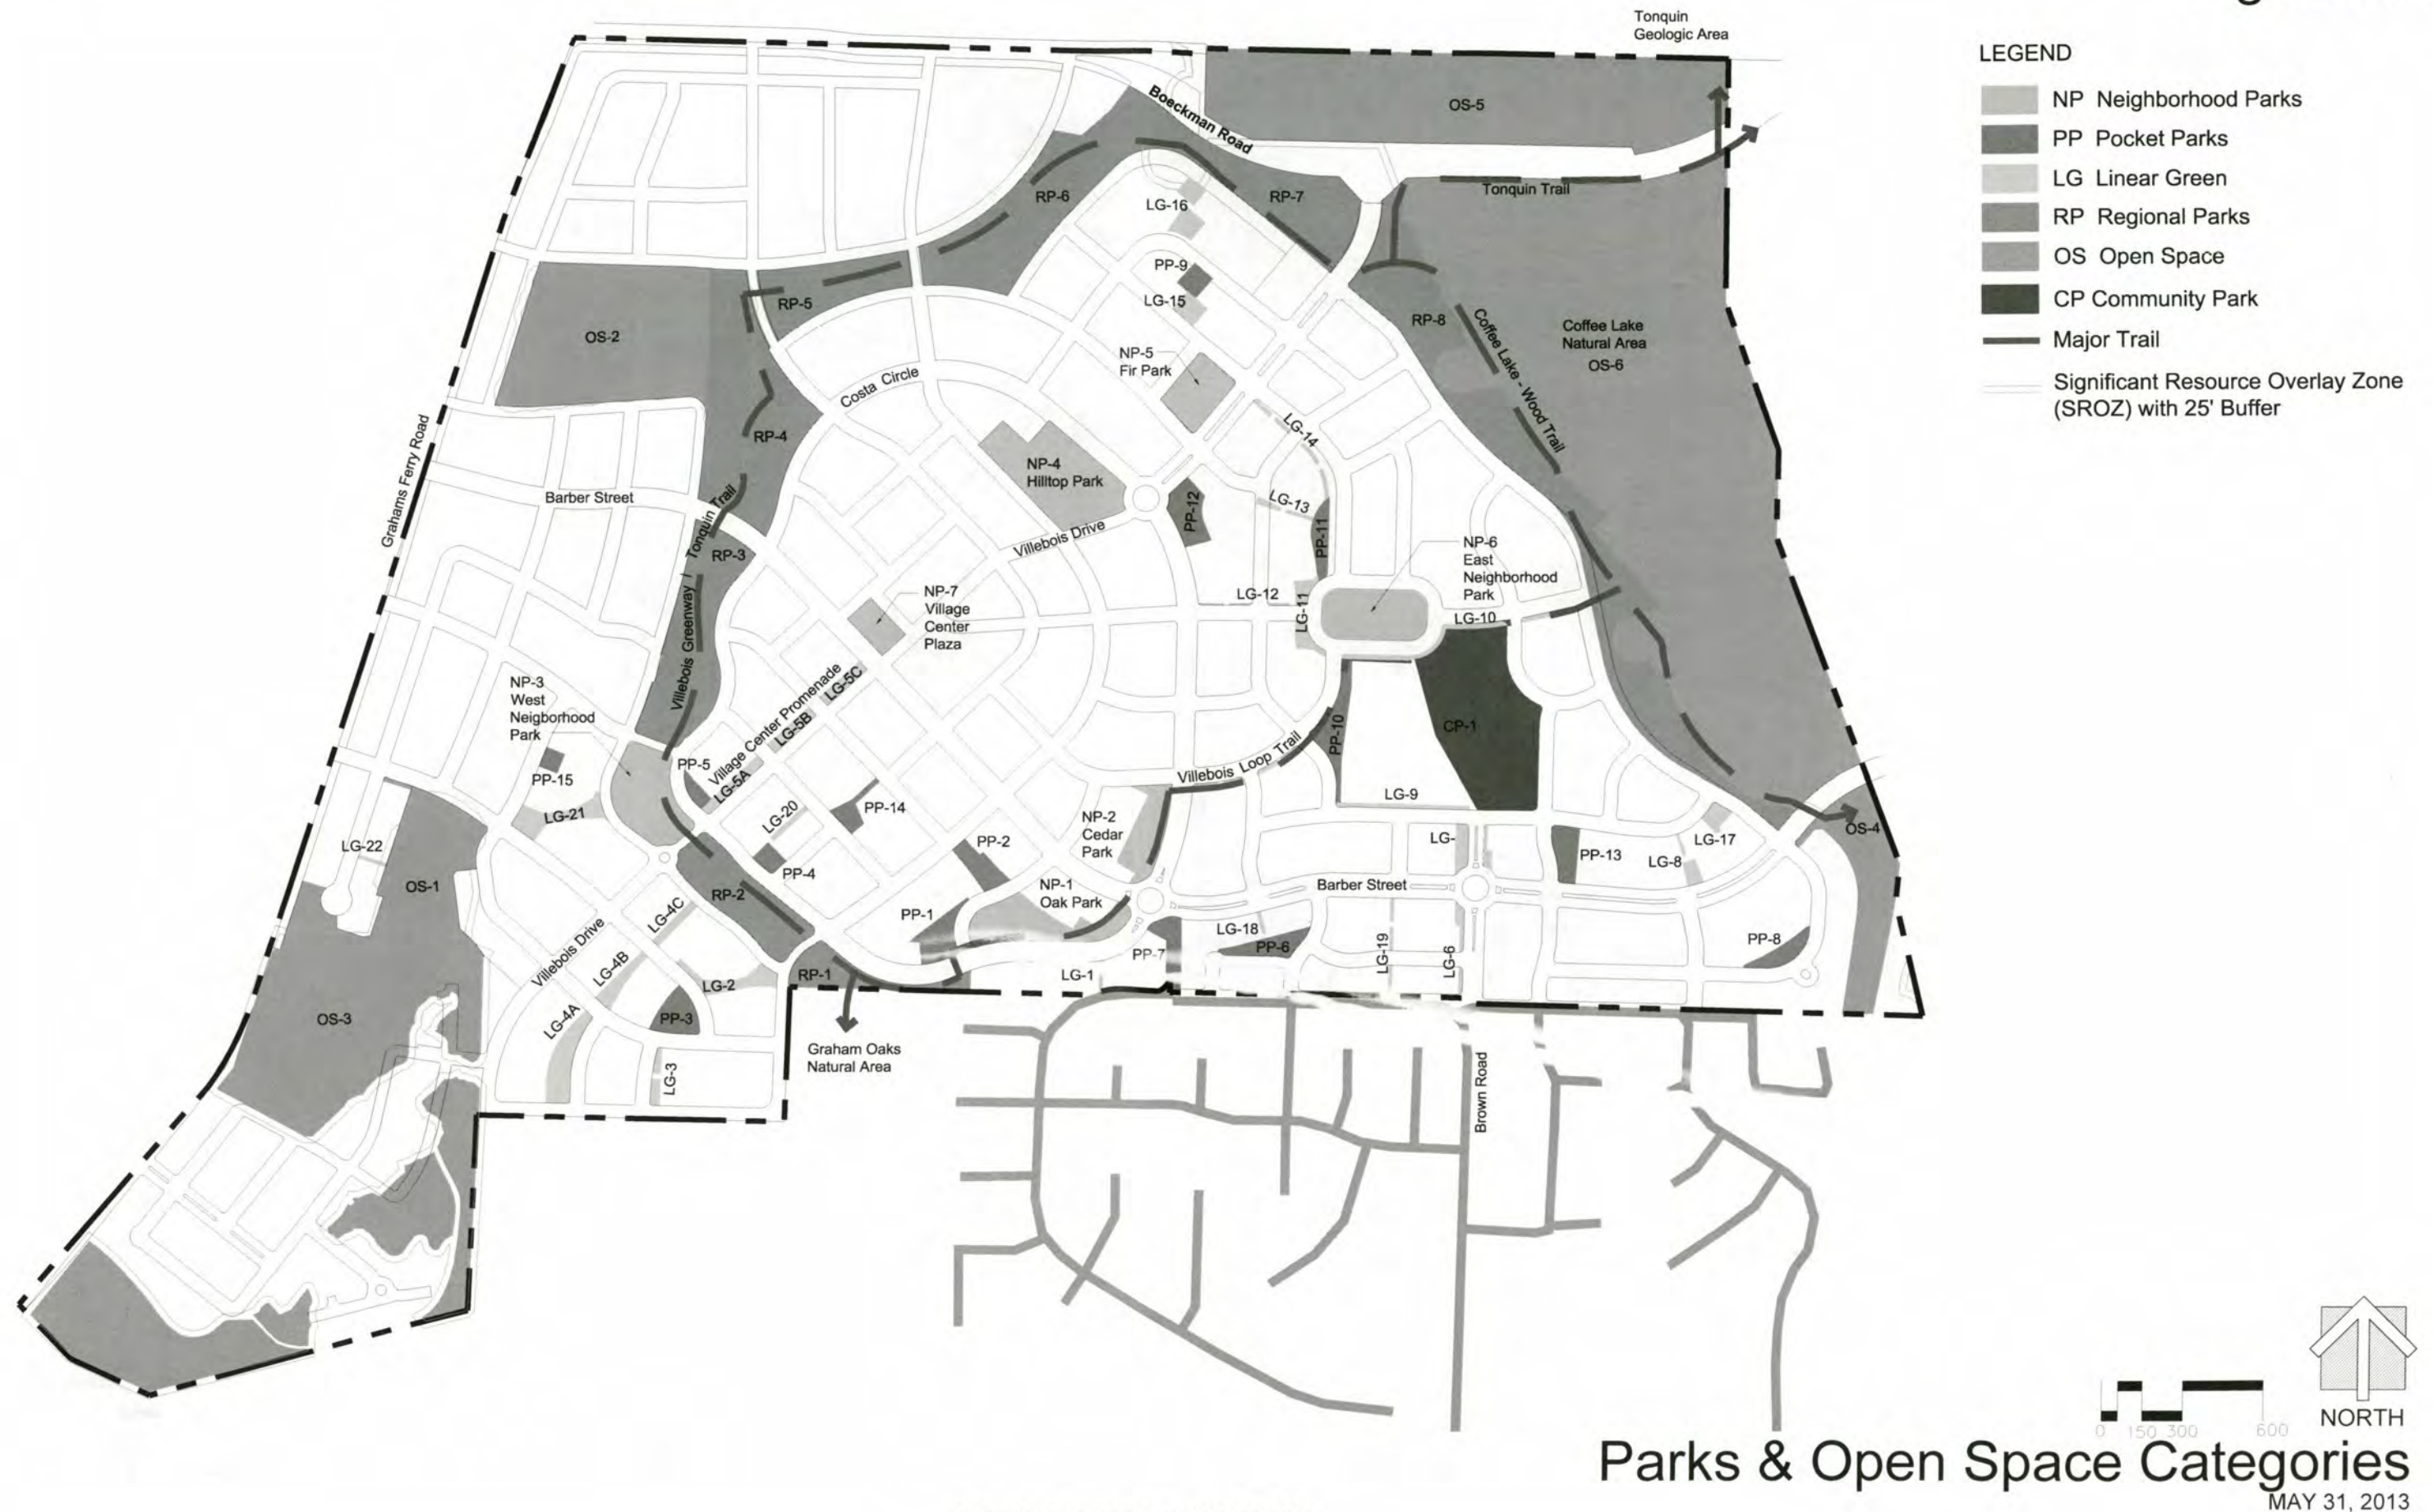 Tonquin
Geologic Area
LEGEND
NP Neighborhood Parks
PP Pocket Parks
LG Linear Green
RP Regional Parks
OS Open Space
CP Community Park
Major Trail
Significant Resource Overlay Zone
(SROZ) with 25' Buffer
Boeckman Road
OS-5
Tonquin Trail
RP-6
LG-16
RP-7
PP-9
LG-15
RP-5
OS-2
RP-8
Coffee Lake - Wood Trail
Coffee Lake
Natural Area
OS-6
NP-5
Fir Park
Costa Circle
Grahams Ferry Road
RP-4
LG-14
NP-4
Hilltop Park
Barber Street
LG-13
PP-12
PP-11
Villebois Drive
Villebois Greenway / Tonquin Trail
RP-3
NP-6
East
Neighborhood
Park
NP-7
Village
Center
Plaza
LG-12
LG-11
LG-10
NP-3
West
Neigborhood
Park
Village Center Promenade
LG-5C
LG-5B
LG-5A
PP-5
PP-15
LG-21
PP-10
CP-1
Villebois Loop Trail
LG-9
LG-20
PP-14
NP-2
Cedar
Park
PP-2
LG-
PP-13
LG-8
LG-17
OS-4
LG-22
OS-1
PP-4
RP-2
NP-1
Oak Park
Barber Street
PP-1
LG-4C
Villebois Drive
LG-4B
LG-18
PP-6
PP-7
LG-19
LG-6
PP-8
LG-1
RP-1
LG-2
PP-3
LG-4A
OS-3
LG-3
Graham Oaks
Natural Area
Brown Road
NORTH
0 150 300 600
Parks & Open Space Categories
MAY 31, 2013